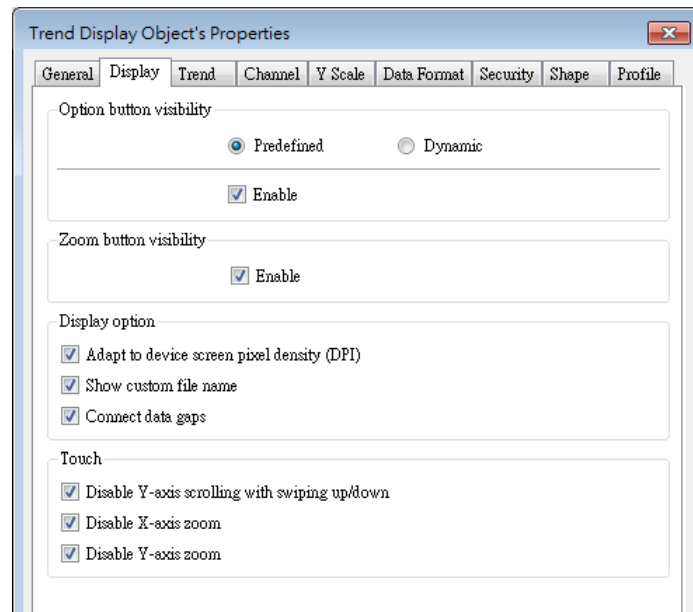 Trend Display Object's Properties
General Display Trend Channel Y Scale Data Format Security Shape Profile
Option button visibility
Predefined Dynamic
Enable
Zoom button visibility
Enable
Display option
Adapt to device screen pixel density (DPI)
Show custom file name
Connect data gaps
Touch
Disable Y-axis scrolling with swiping up/down
Disable X-axis zoom
Disable Y-axis zoom